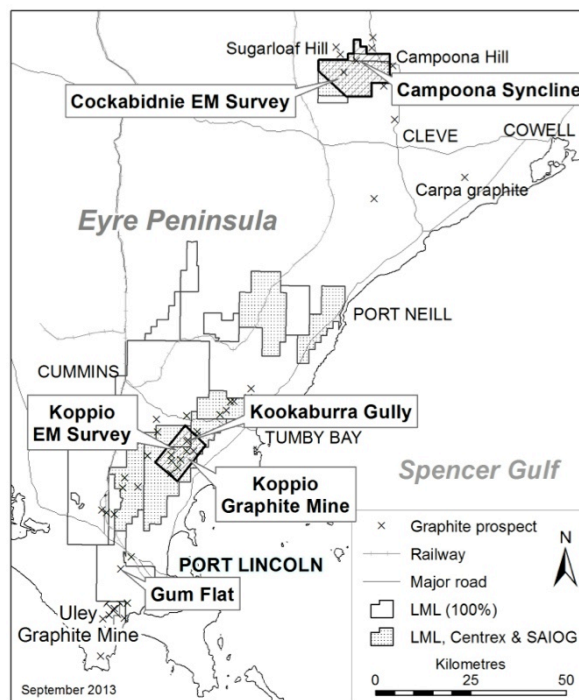 Sugarloaf Hill
Campoona Hill
Cockabidnie EM Survey
Campoona Syncline
CLEVE
COWELL
Carpa graphite
Eyre Peninsula
PORT NEILL
CUMMINS
Koppio
EM Survey
Kookaburra Gully
TUMBY BAY
Koppio
Graphite Mine
Spencer Gulf
PORT LINCOLN
Gum Flat
Uley
Graphite Mine
Graphite prospect
Railway
Major road
LML (100%)
LML, Centrex & SAIOG
N
Kilometres
0 25 50
September 2013